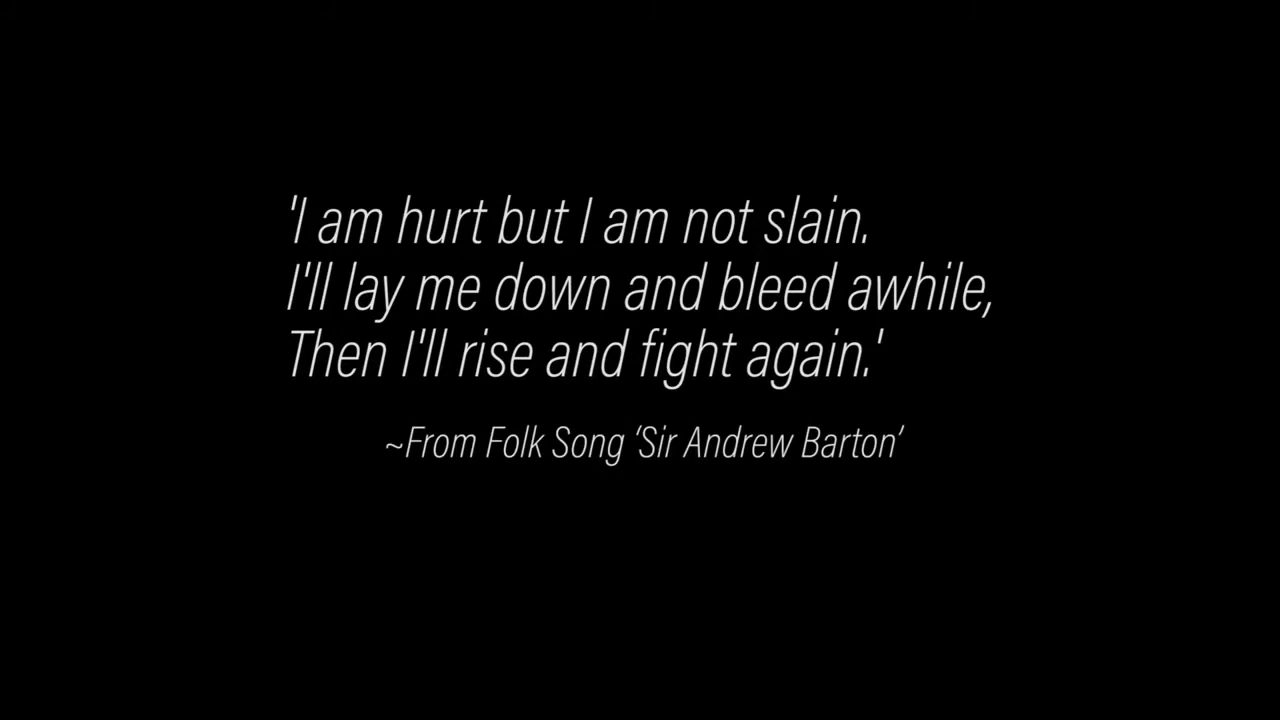 'I am hurt but I am not slain.
I'll lay me down and bleed awhile,
Then I'll rise and fight again.'
~From Folk Song ‘Sir Andrew Barton’